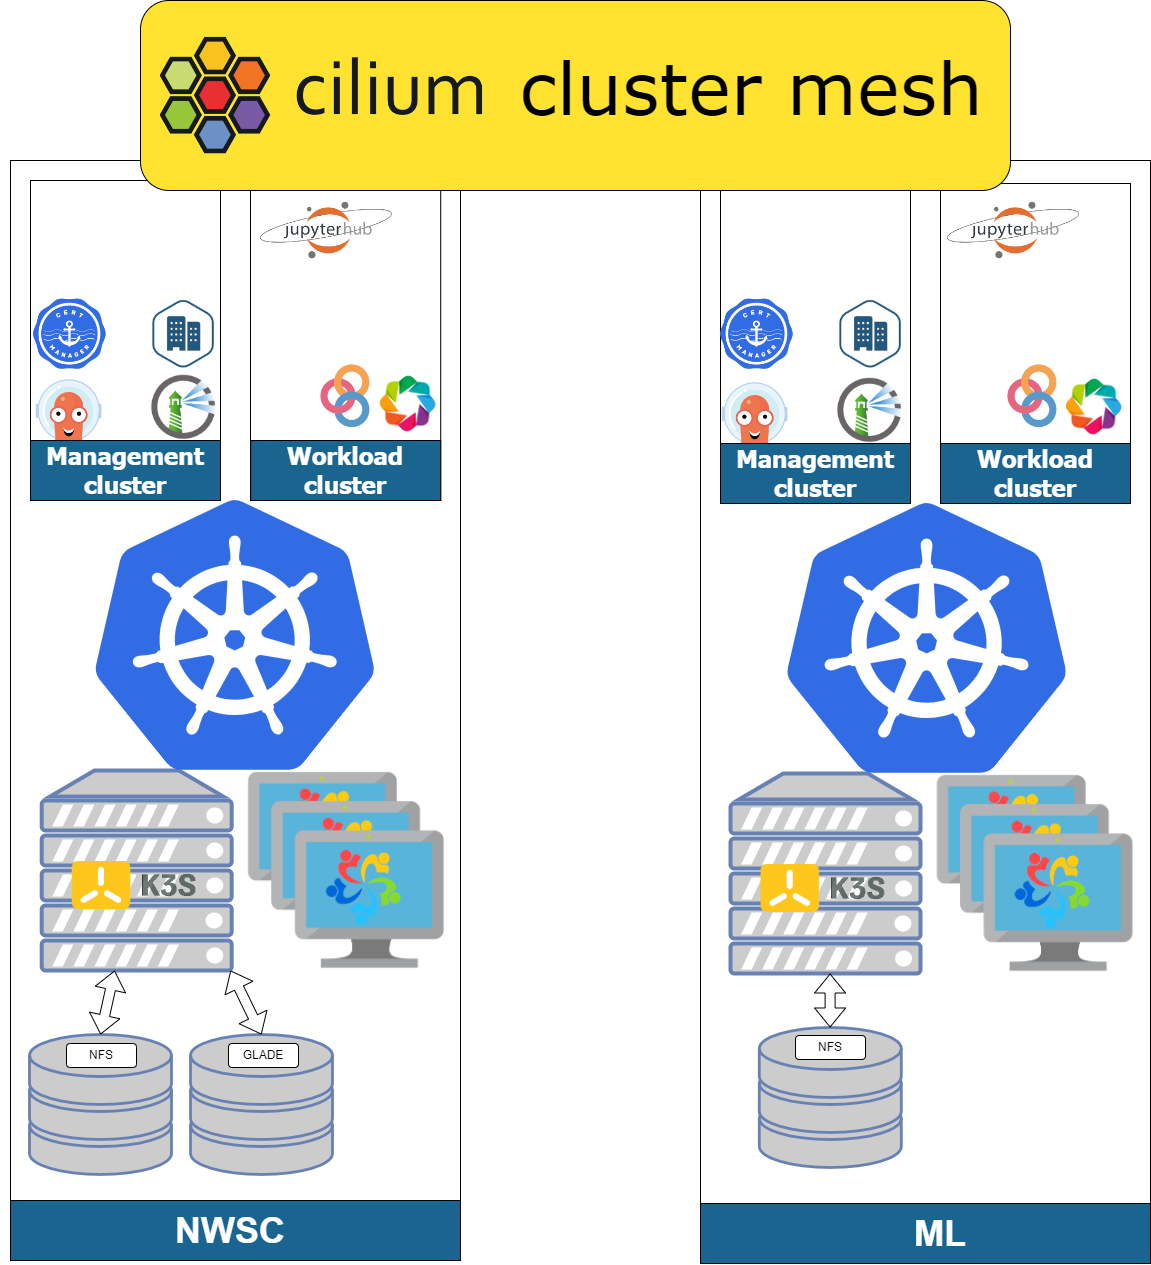 cilium cluster mesh
jupyterhub
CERT
MANAGER
Management
cluster
Workload
cluster
K3S
NFS
GLADE
NWSC
jupyterhub
CERT
MANAGER
Management
cluster
Workload
cluster
K3S
NFS
ML